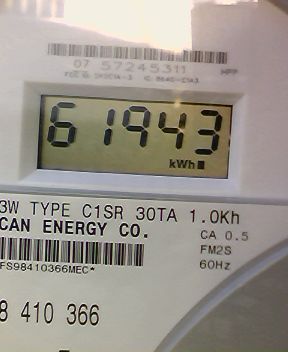 07 57245311
61943
kWh
3W TYPE C1SR 30TA 1.0Kh
CAN ENERGY CO.
CA 0.5
FM2S
FS98410366MEC*
60Hz
8 410 366